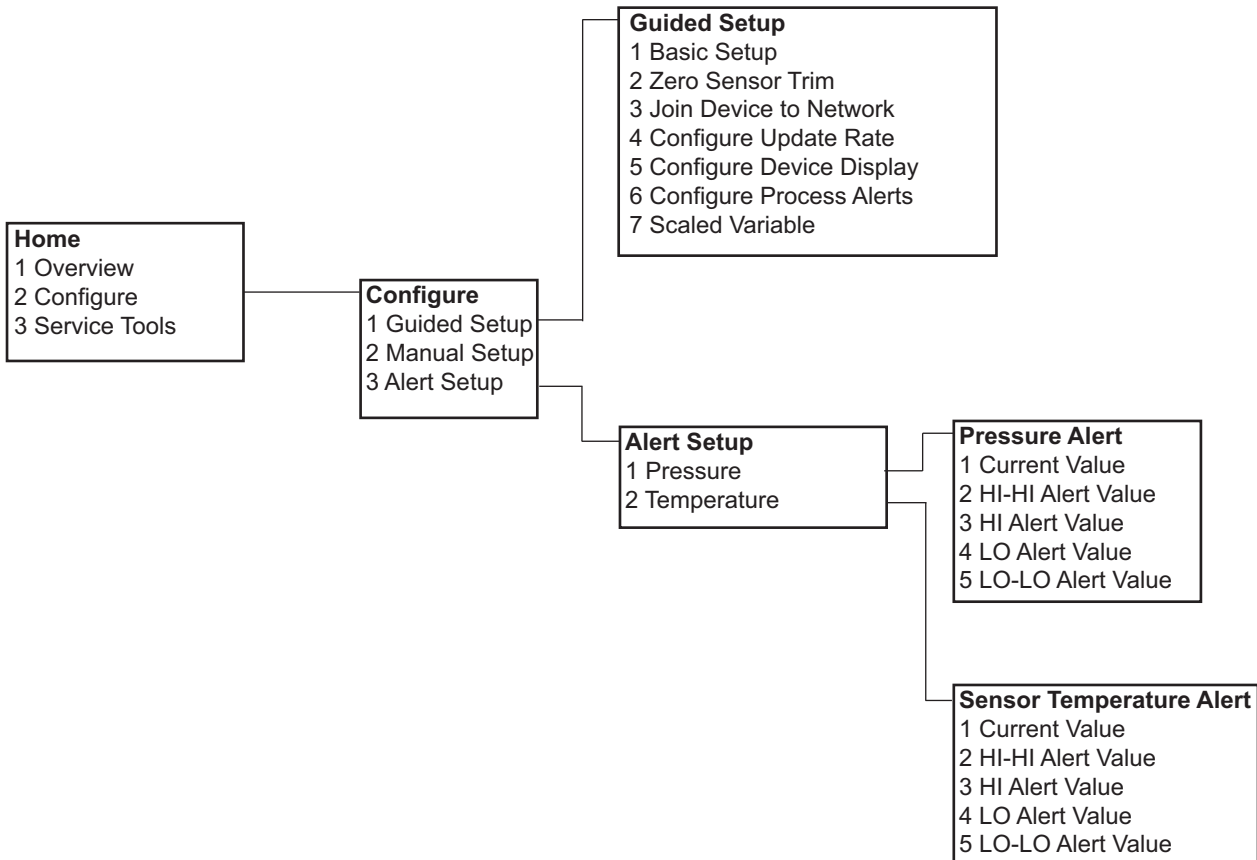 Home
1 Overview
2 Configure
3 Service Tools
Configure
1 Guided Setup
2 Manual Setup
3 Alert Setup
Guided Setup
1 Basic Setup
2 Zero Sensor Trim
3 Join Device to Network
4 Configure Update Rate
5 Configure Device Display
6 Configure Process Alerts
7 Scaled Variable
Alert Setup
1 Pressure
2 Temperature
Pressure Alert
1 Current Value
2 HI-HI Alert Value
3 HI Alert Value
4 LO Alert Value
5 LO-LO Alert Value
Sensor Temperature Alert
1 Current Value
2 HI-HI Alert Value
3 HI Alert Value
4 LO Alert Value
5 LO-LO Alert Value